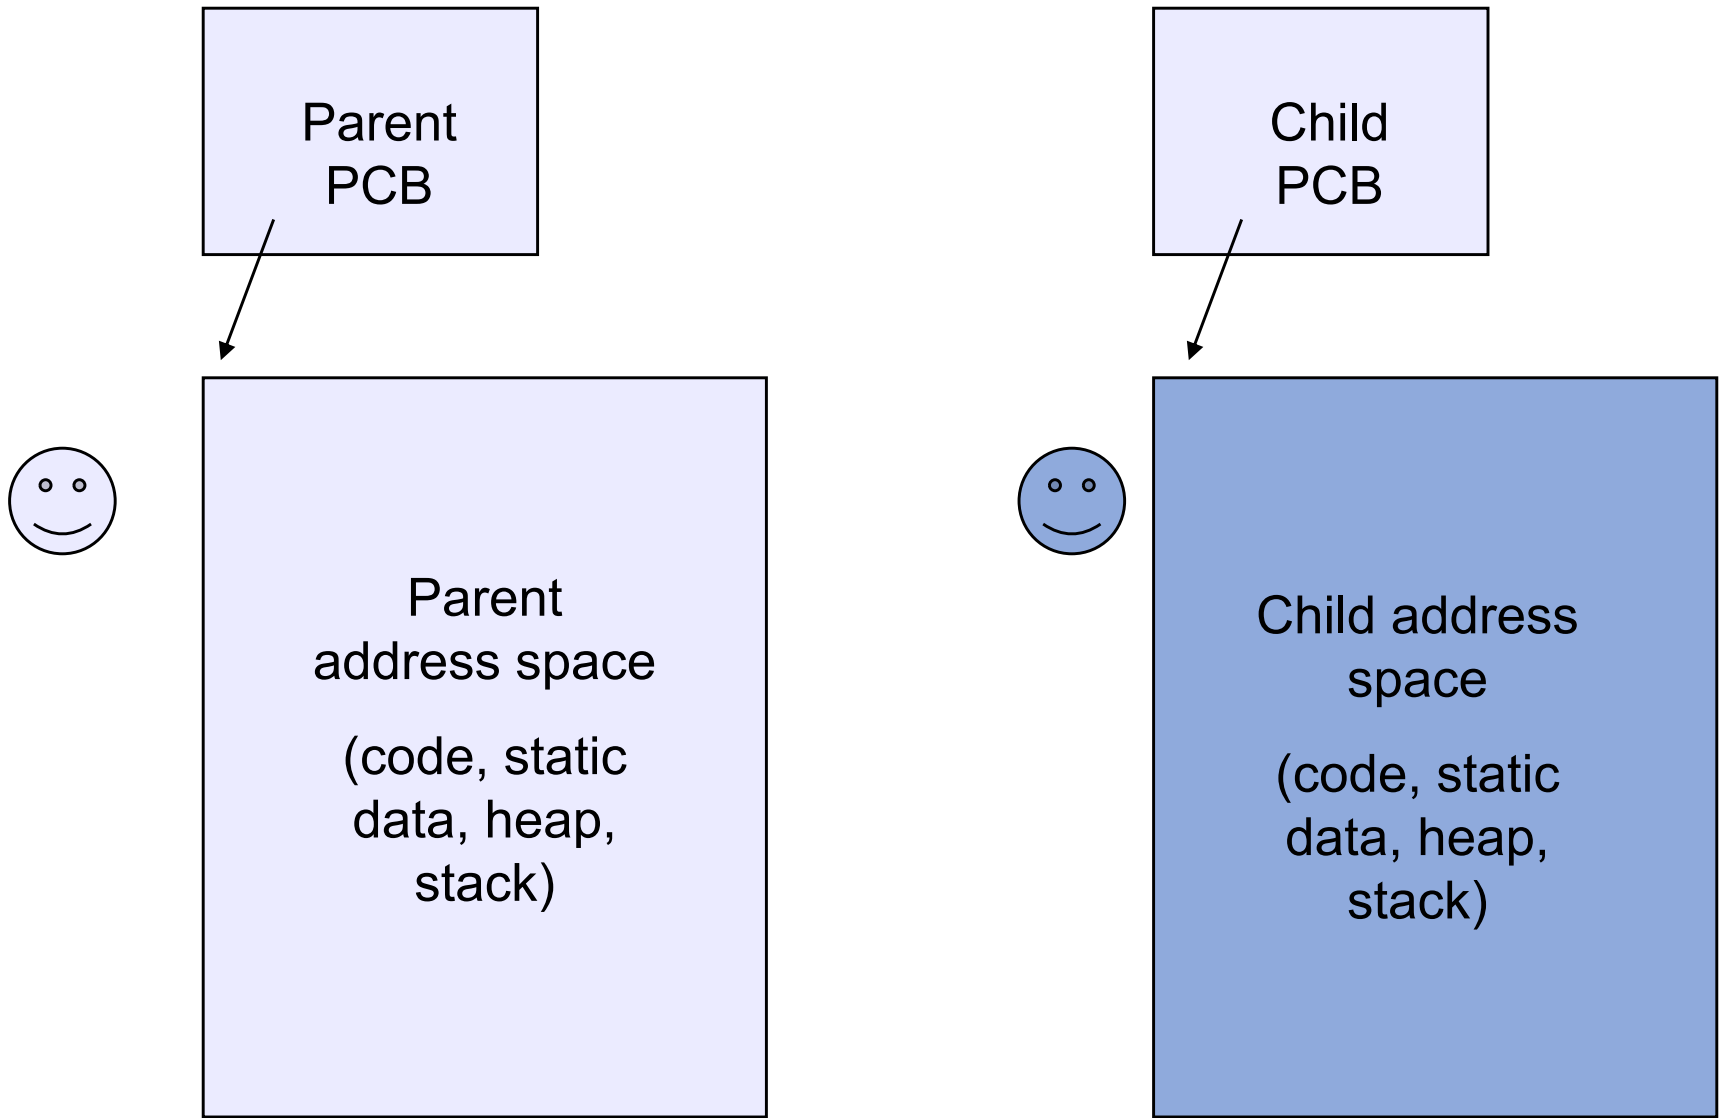 Parent
PCB
Child
PCB
Parent
address space
(code, static
data, heap,
stack)
Child address
space
(code, static
data, heap,
stack)